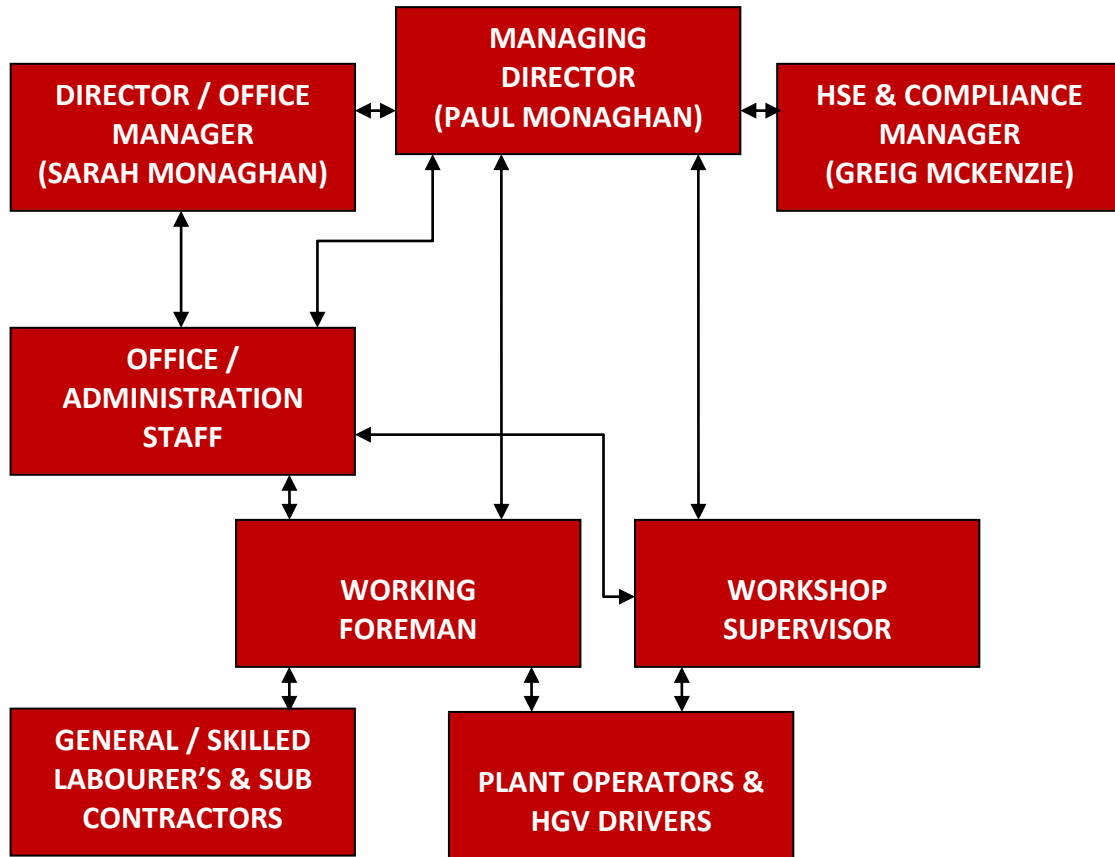 MANAGING
DIRECTOR
(PAUL MONAGHAN)
DIRECTOR / OFFICE
MANAGER
(SARAH MONAGHAN)
HSE & COMPLIANCE
MANAGER
(GREIG MCKENZIE)
OFFICE /
ADMINISTRATION
STAFF
WORKING
FOREMAN
WORKSHOP
SUPERVISOR
GENERAL / SKILLED
LABOURER’S & SUB
CONTRACTORS
PLANT OPERATORS &
HGV DRIVERS